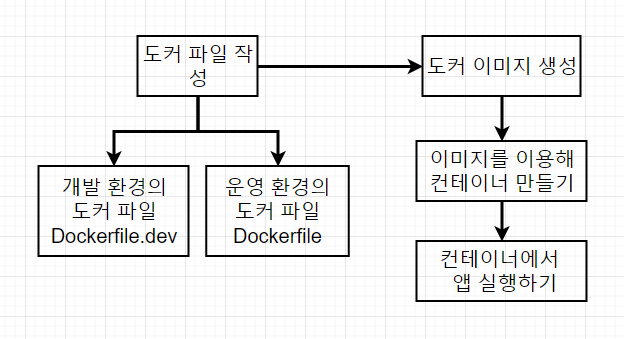 도커 파일 작
성
도커 이미지 생성
개발 환경의
도커 파일
Dockerfile.dev
운영 환경의
도커 파일
Dockerfile
이미지를 이용해
컨테이너 만들기
컨테이너에서
앱 실행하기